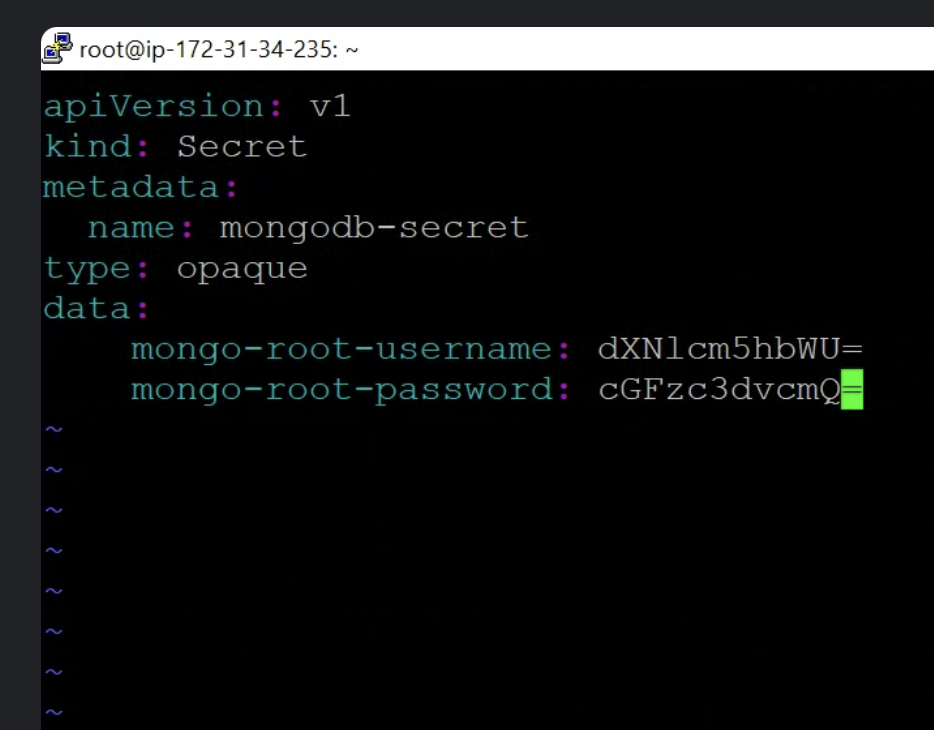 root@ip-172-31-34-235: ~
apiVersion: v1
kind: Secret
metadata:
  name: mongodb-secret
type: opaque
data:
    mongo-root-username: dXNlcm5hbWU=
    mongo-root-password: cGFzc3dvcmQ=
~
~
~
~
~
~
~
~